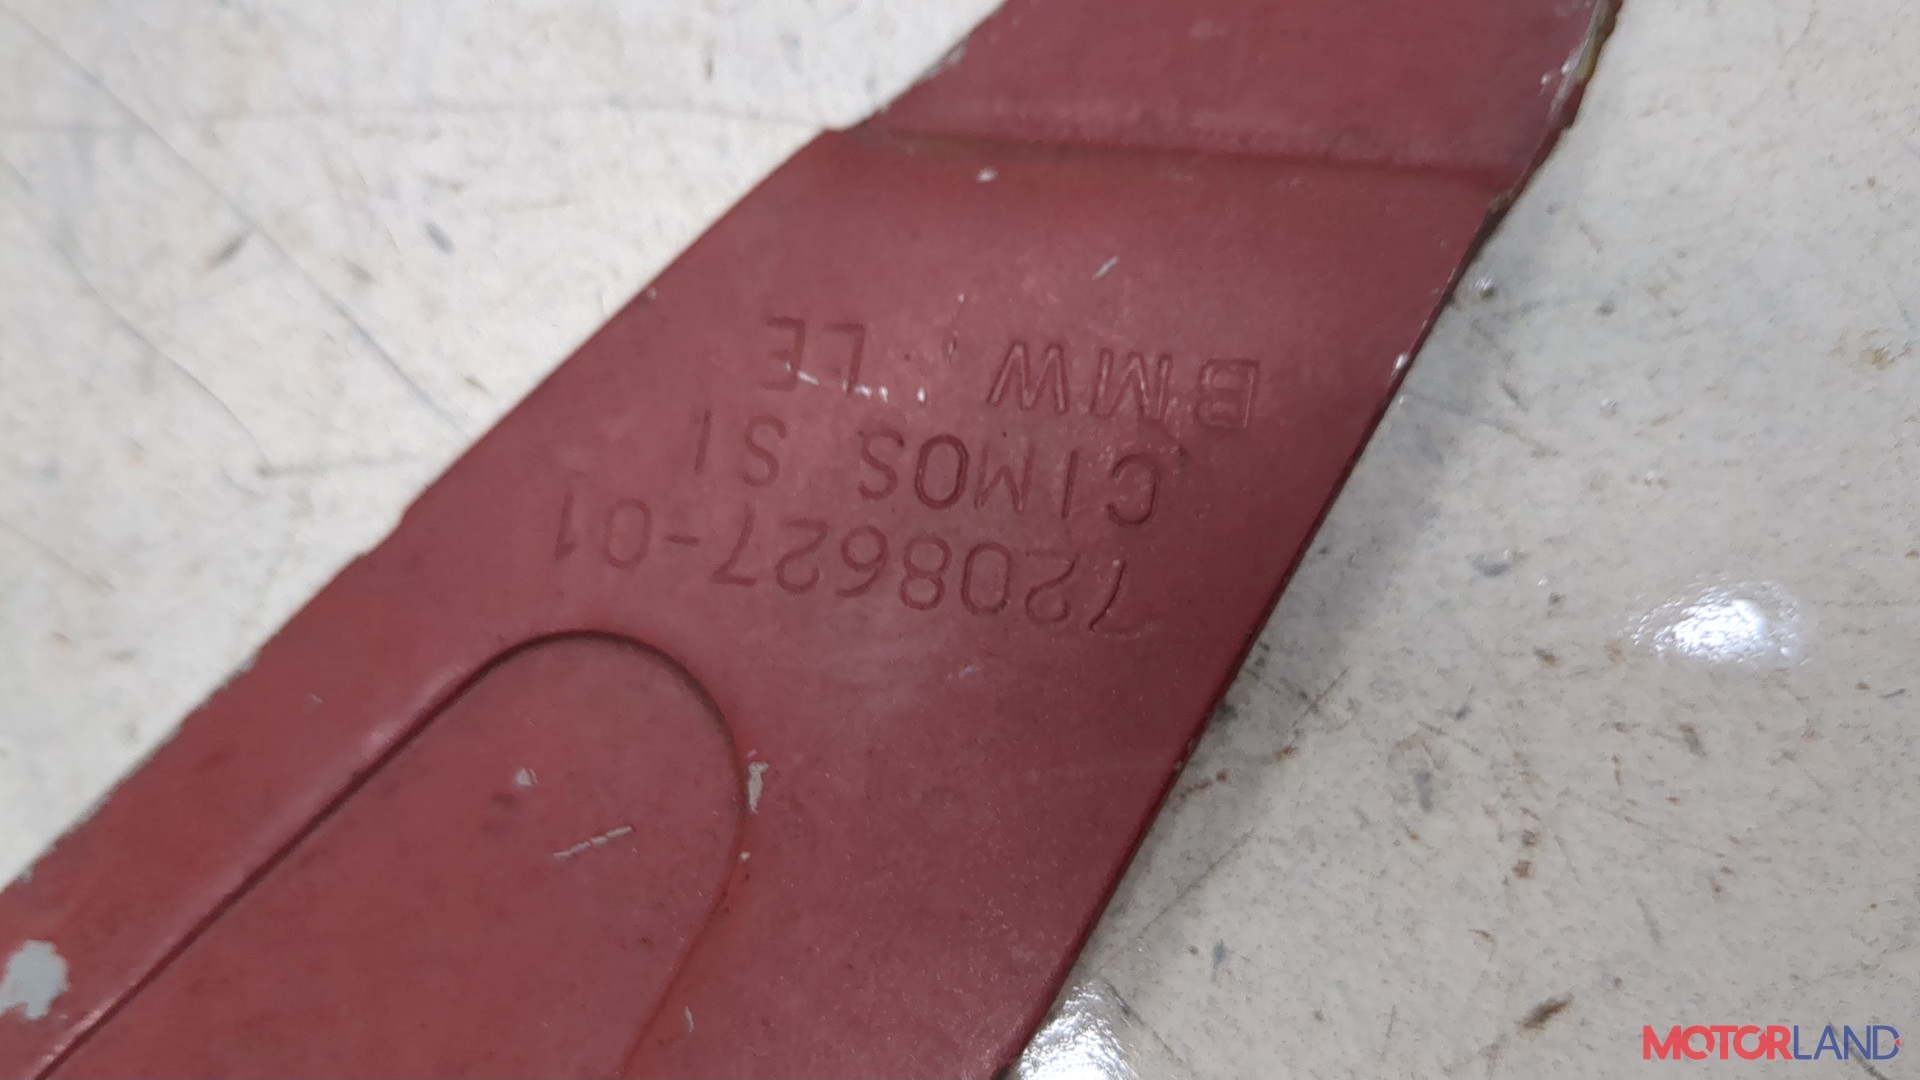 BMW LE
CIMOS SI
7208627-01
MOTORLAND